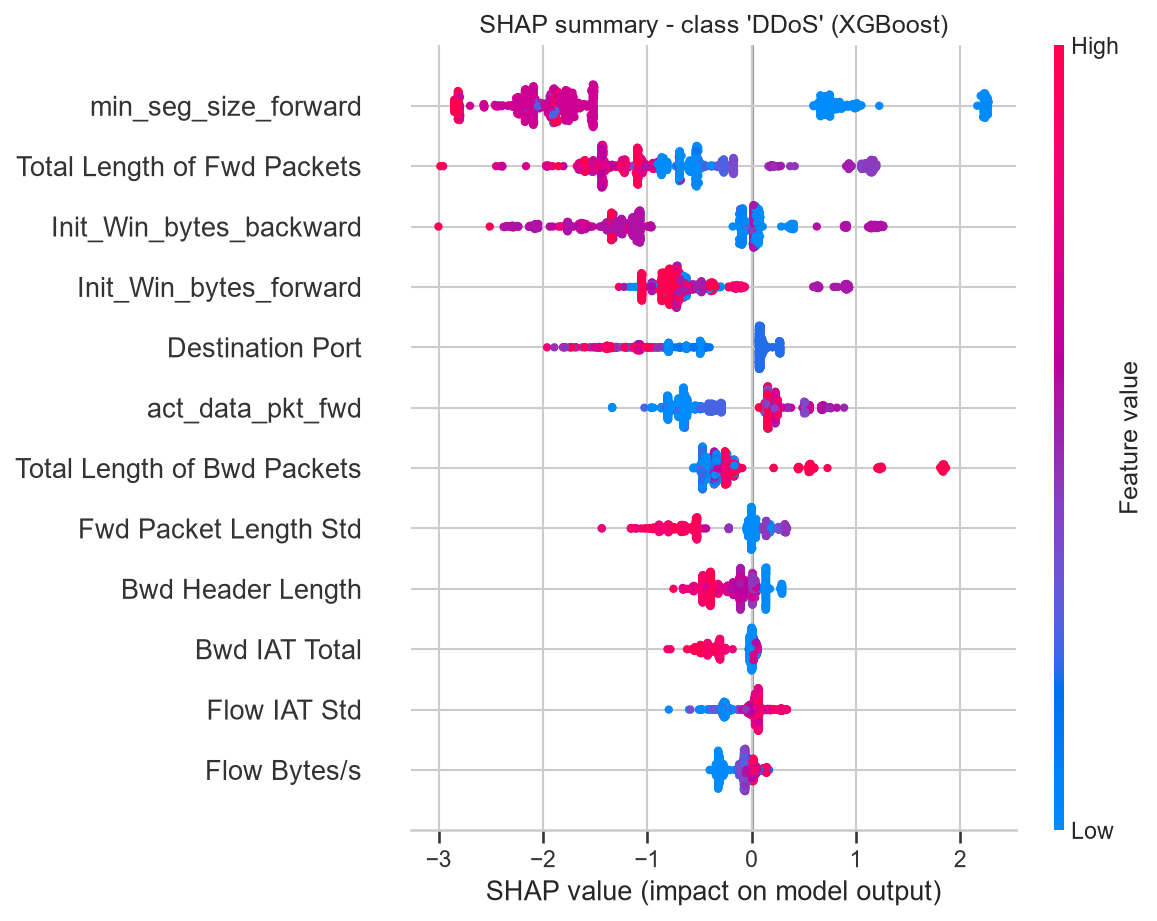 SHAP summary - class 'DDoS' (XGBoost)
High
min_seg_size_forward
Total Length of Fwd Packets
Init_Win_bytes_backward
Init_Win_bytes_forward
Destination Port
act_data_pkt_fwd
Total Length of Bwd Packets
Fwd Packet Length Std
Bwd Header Length
Bwd IAT Total
Flow IAT Std
Flow Bytes/s
Feature value
Low
−3 −2 −1 0 1 2
SHAP value (impact on model output)